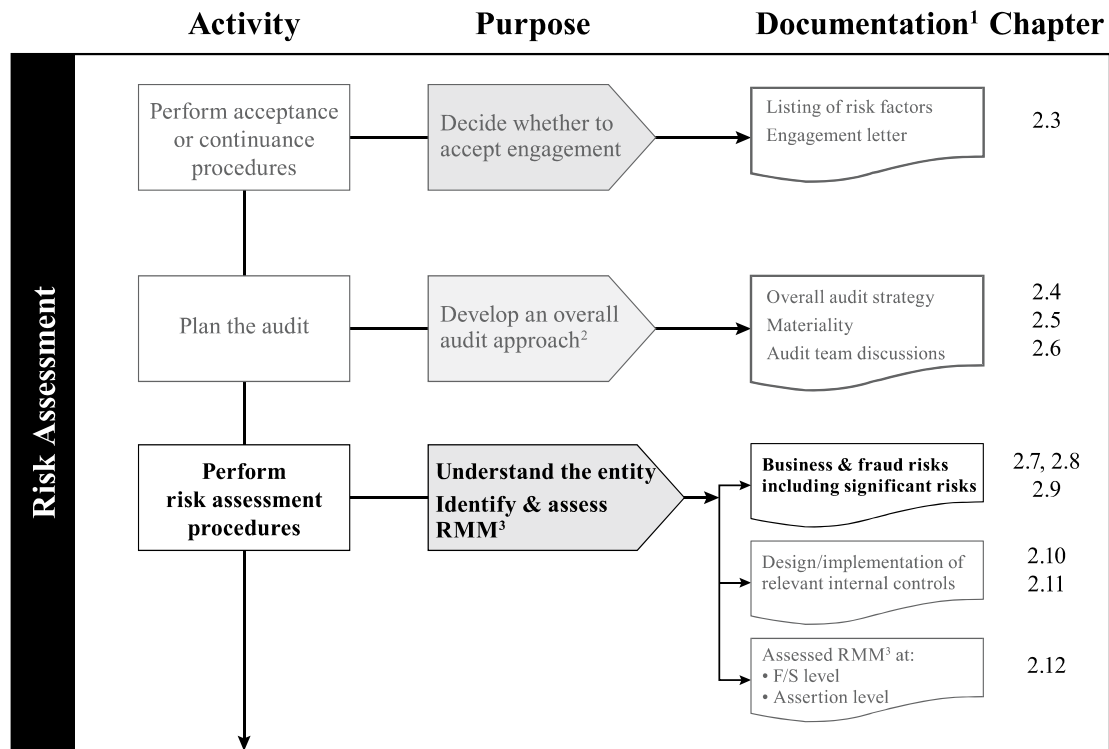 Activity
Purpose
Documentation¹ Chapter
Risk Assessment
Perform acceptance
or continuance
procedures
Decide whether to
accept engagement
Listing of risk factors
Engagement letter
2.3
Plan the audit
Develop an overall
audit approach²
Overall audit strategy
Materiality
Audit team discussions
2.4
2.5
2.6
Perform
risk assessment
procedures
Understand the entity
Identify & assess
RMM³
Business & fraud risks
including significant risks
2.7, 2.8
2.9
Design/implementation of
relevant internal controls
2.10
2.11
Assessed RMM³ at:
• F/S level
• Assertion level
2.12